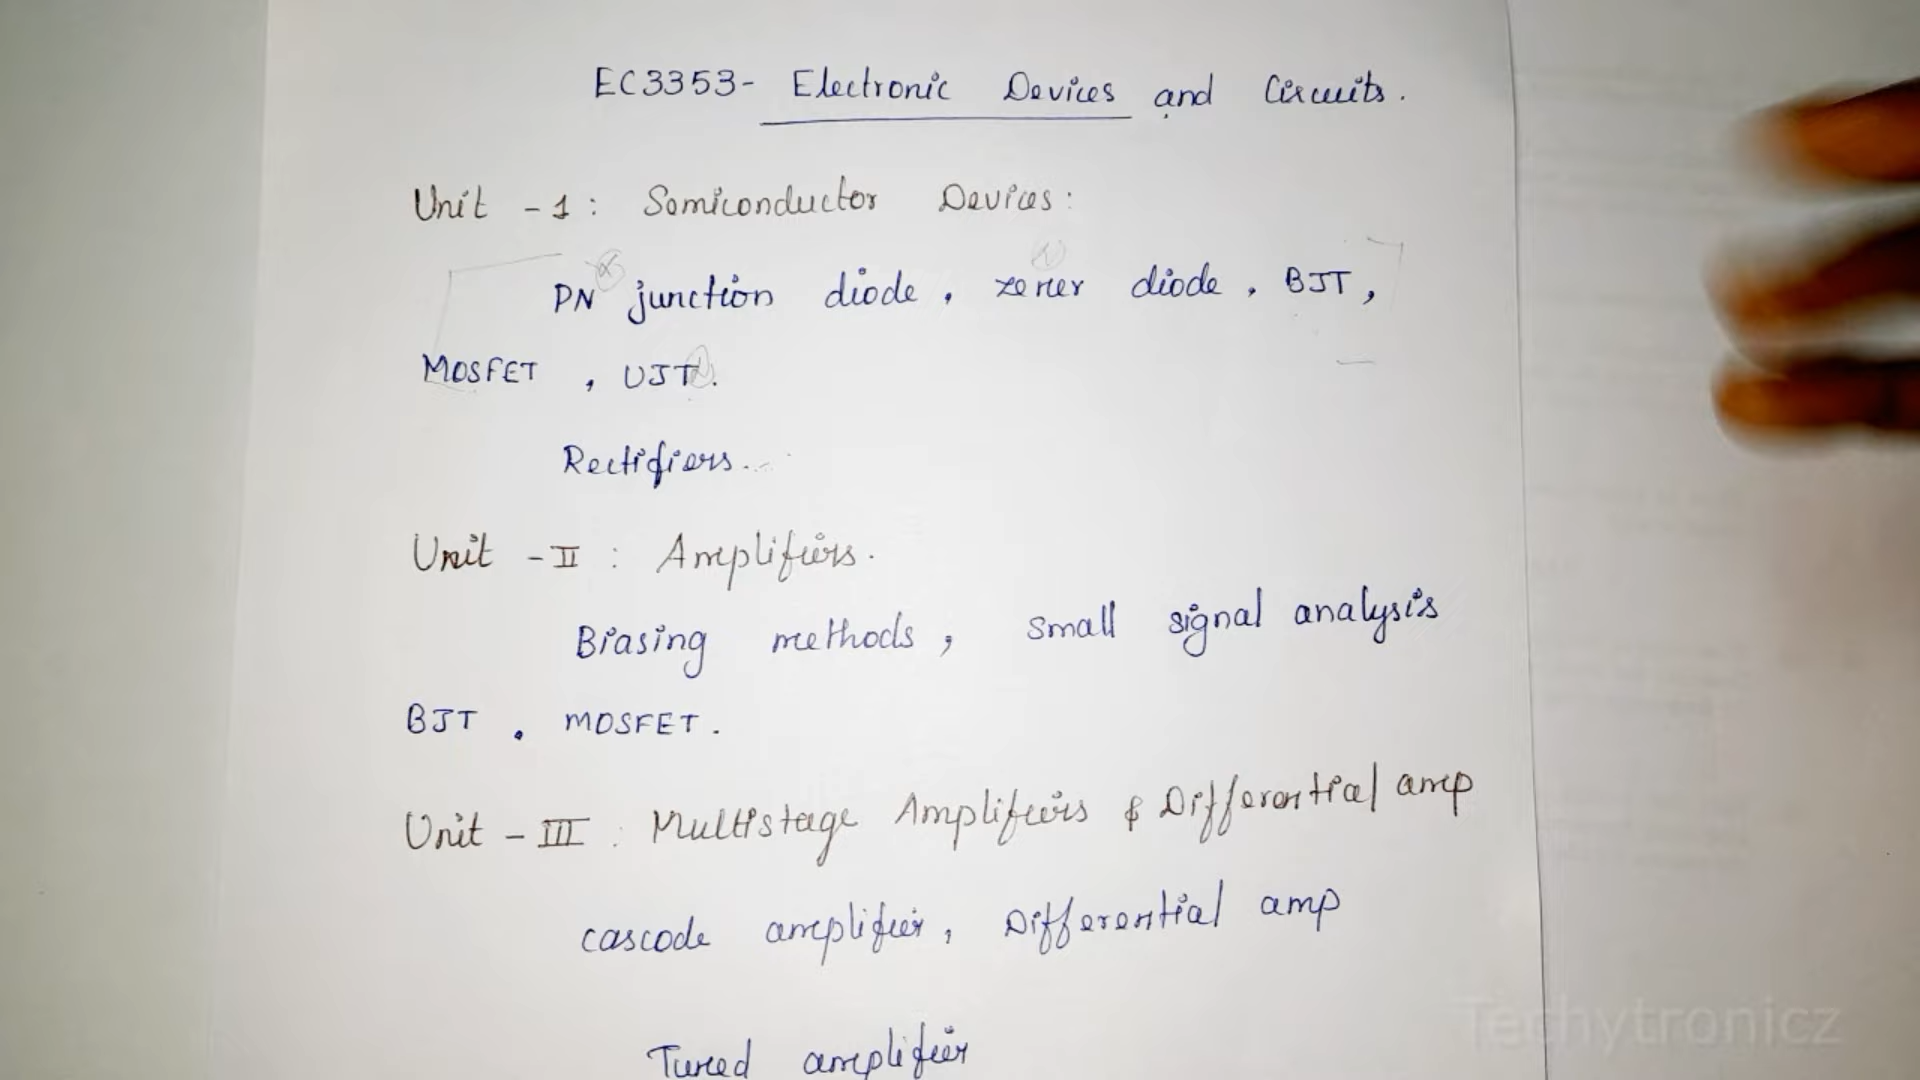 EC3353- Electronic Devices and Circuits.
Unit - 1 : Semiconductor Devices:
PN junction diode, zener diode, BJT,
MOSFET, UJT.
Rectifiers.
Unit - II : Amplifiers.
Biasing methods, small signal analysis
BJT, MOSFET.
Unit - III : Multistage Amplifiers & Differential amp
cascode amplifier, Differential amp
Tuned amplifier
Techytronicz